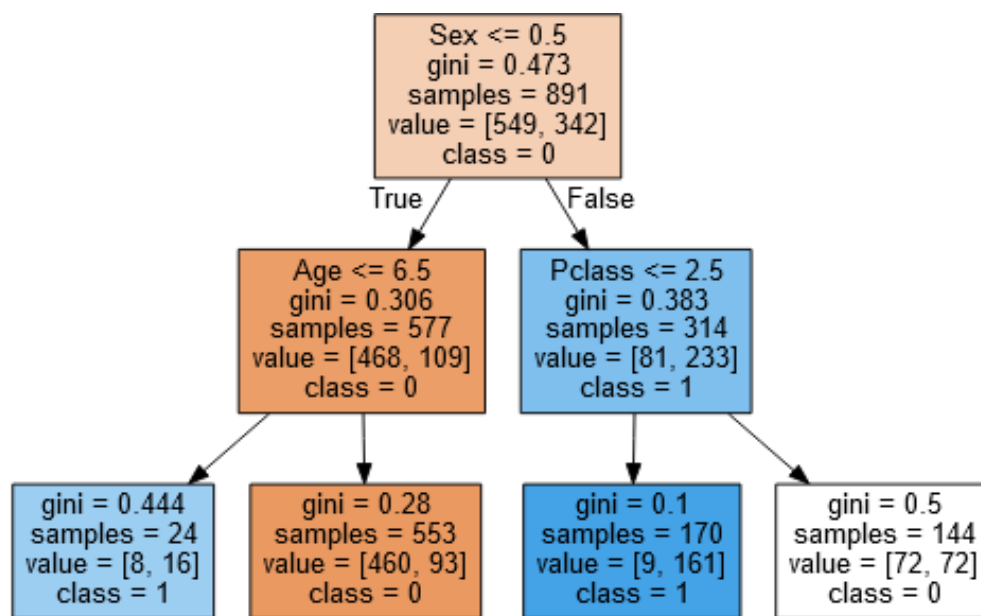 Sex <= 0.5
gini = 0.473
samples = 891
value = [549, 342]
class = 0
True
False
Age <= 6.5
gini = 0.306
samples = 577
value = [468, 109]
class = 0
Pclass <= 2.5
gini = 0.383
samples = 314
value = [81, 233]
class = 1
gini = 0.444
samples = 24
value = [8, 16]
class = 1
gini = 0.28
samples = 553
value = [460, 93]
class = 0
gini = 0.1
samples = 170
value = [9, 161]
class = 1
gini = 0.5
samples = 144
value = [72, 72]
class = 0